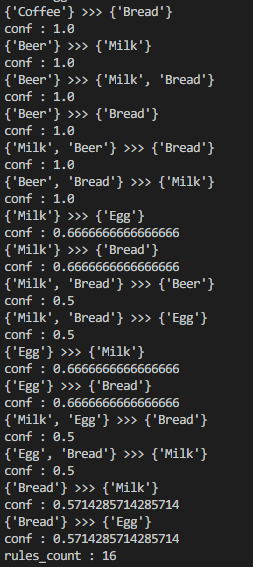 {'Coffee'} >>> {'Bread'}
conf : 1.0
{'Beer'} >>> {'Milk'}
conf : 1.0
{'Beer'} >>> {'Milk', 'Bread'}
conf : 1.0
{'Beer'} >>> {'Bread'}
conf : 1.0
{'Milk', 'Beer'} >>> {'Bread'}
conf : 1.0
{'Beer', 'Bread'} >>> {'Milk'}
conf : 1.0
{'Milk'} >>> {'Egg'}
conf : 0.6666666666666666
{'Milk'} >>> {'Bread'}
conf : 0.6666666666666666
{'Milk', 'Bread'} >>> {'Beer'}
conf : 0.5
{'Milk', 'Bread'} >>> {'Egg'}
conf : 0.5
{'Egg'} >>> {'Milk'}
conf : 0.6666666666666666
{'Egg'} >>> {'Bread'}
conf : 0.6666666666666666
{'Milk', 'Egg'} >>> {'Bread'}
conf : 0.5
{'Egg', 'Bread'} >>> {'Milk'}
conf : 0.5
{'Bread'} >>> {'Milk'}
conf : 0.5714285714285714
{'Bread'} >>> {'Egg'}
conf : 0.5714285714285714
rules_count : 16